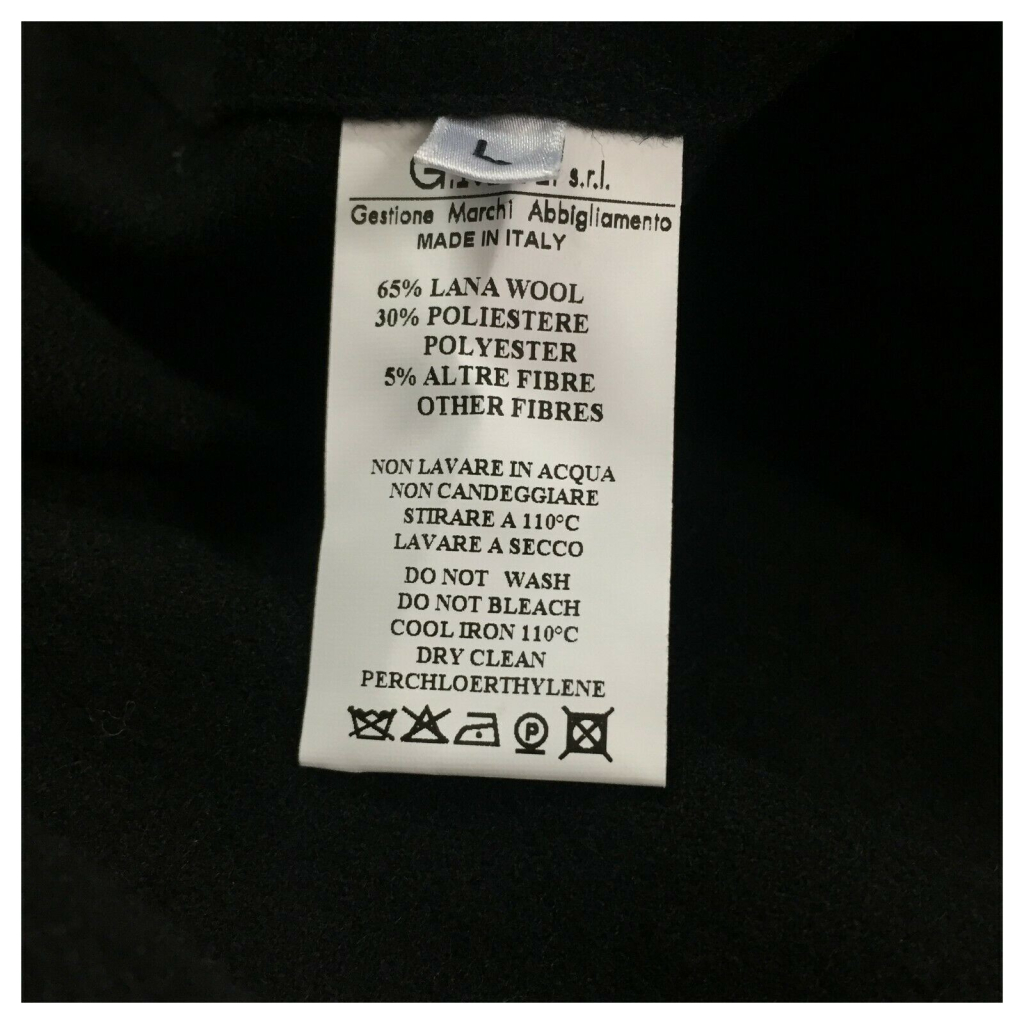 L
s.r.l.
Gestione Marchi Abbigliamento
MADE IN ITALY
65% LANA WOOL
30% POLIESTERE
POLYESTER
5% ALTRE FIBRE
OTHER FIBRES
NON LAVARE IN ACQUA
NON CANDEGGIARE
STIRARE A 110°C
LAVARE A SECCO
DO NOT WASH
DO NOT BLEACH
COOL IRON 110°C
DRY CLEAN
PERCHLOERTHYLENE
P